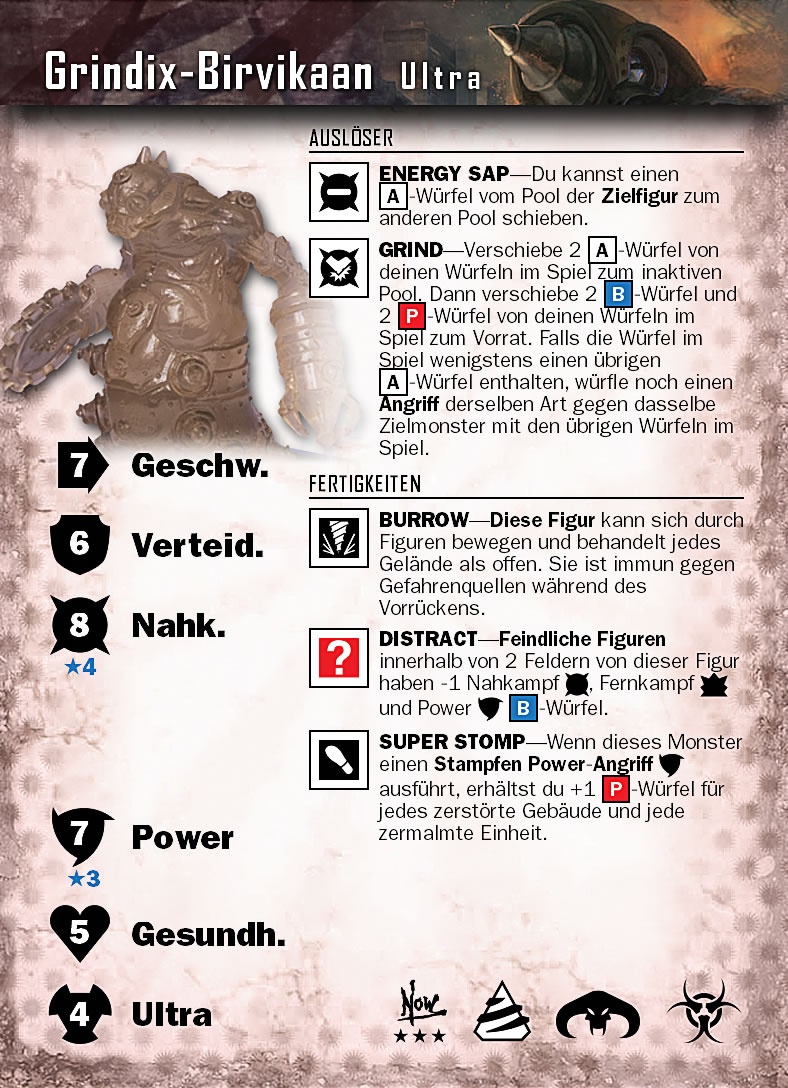 Grindix-Birvikaan Ultra
AUSLÖSER
ENERGY SAP—Du kannst einen
A-Würfel vom Pool der Zielfigur zum
anderen Pool schieben.
GRIND—Verschiebe 2 A-Würfel von
deinen Würfeln im Spiel zum inaktiven
Pool. Dann verschiebe 2 B-Würfel und
2 P-Würfel von deinen Würfeln im
Spiel zum Vorrat. Falls die Würfel im
Spiel wenigstens einen übrigen
A-Würfel enthalten, würfle noch einen
Angriff derselben Art gegen dasselbe
Zielmonster mit den übrigen Würfeln im
Spiel.
7 Geschw.
6 Verteid.
8 Nahk.
★4
7 Power
★3
5 Gesundh.
4 Ultra
FERTIGKEITEN
BURROW—Diese Figur kann sich durch
Figuren bewegen und behandelt jedes
Gelände als offen. Sie ist immun gegen
Gefahrenquellen während des
Vorrückens.
?
DISTRACT—Feindliche Figuren
innerhalb von 2 Feldern von dieser Figur
haben -1 Nahkampf , Fernkampf
und Power B-Würfel.
SUPER STOMP—Wenn dieses Monster
einen Stampfen Power-Angriff
ausführt, erhältst du +1 P-Würfel für
jedes zerstörte Gebäude und jede
zermalmte Einheit.
Now
★★★